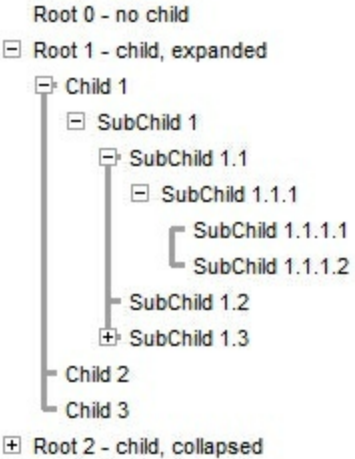 Root 0 - no child
Root 1 - child, expanded
Child 1
SubChild 1
SubChild 1.1
SubChild 1.1.1
SubChild 1.1.1.1
SubChild 1.1.1.2
SubChild 1.2
SubChild 1.3
Child 2
Child 3
Root 2 - child, collapsed